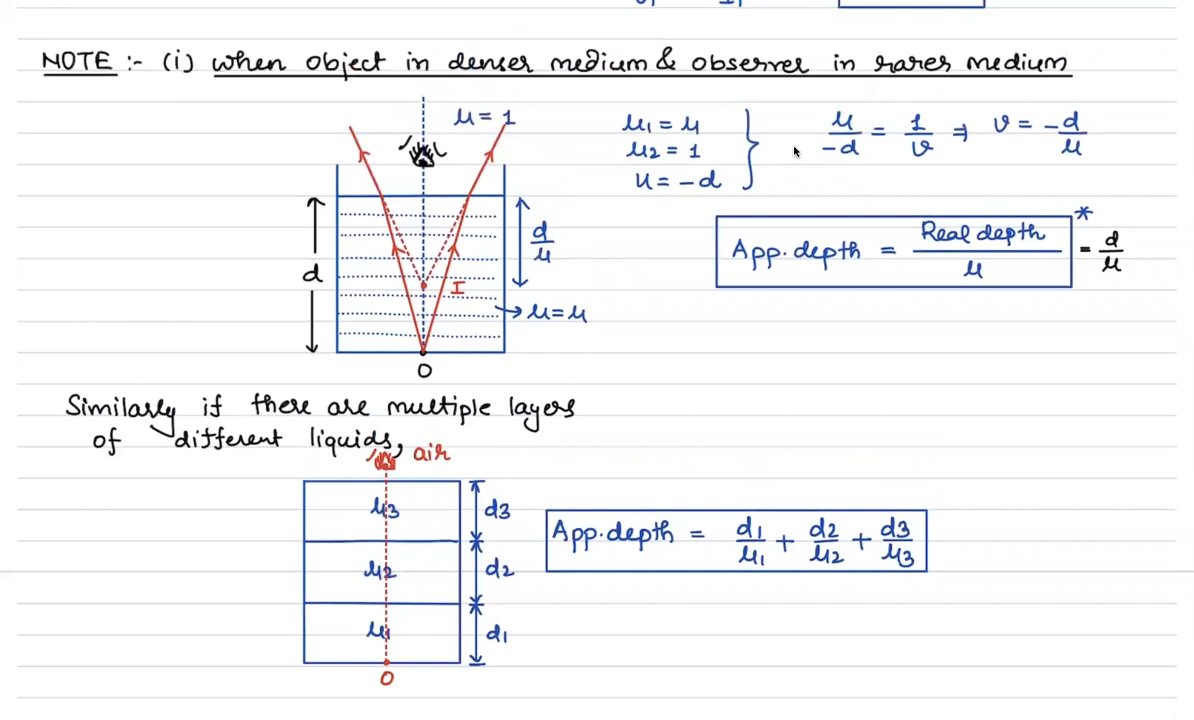 NOTE :- (i) when object in denser medium & observer in rarer medium
μ = 1
μ1 = μ
μ2 = 1
u = -d
μ/-d = 1/v ⇒ v = -d/μ
App. depth = Real depth/μ * = d/μ
d
d/μ
I
→ μ = μ
O
Similarly if there are multiple layers
of different liquids,
air
μ3 d3
μ2 d2
μ1 d1
App. depth = d1/μ1 + d2/μ2 + d3/μ3
O